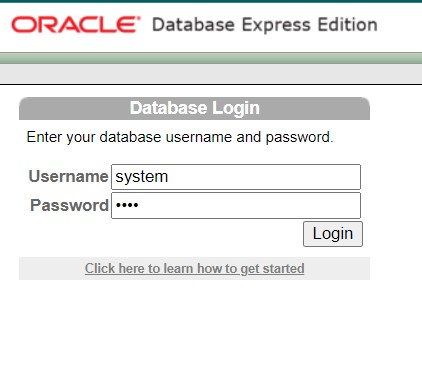 ORACLE® Database Express Edition
Database Login
Enter your database username and password.
Username system
Password ••••
Login
Click here to learn how to get started